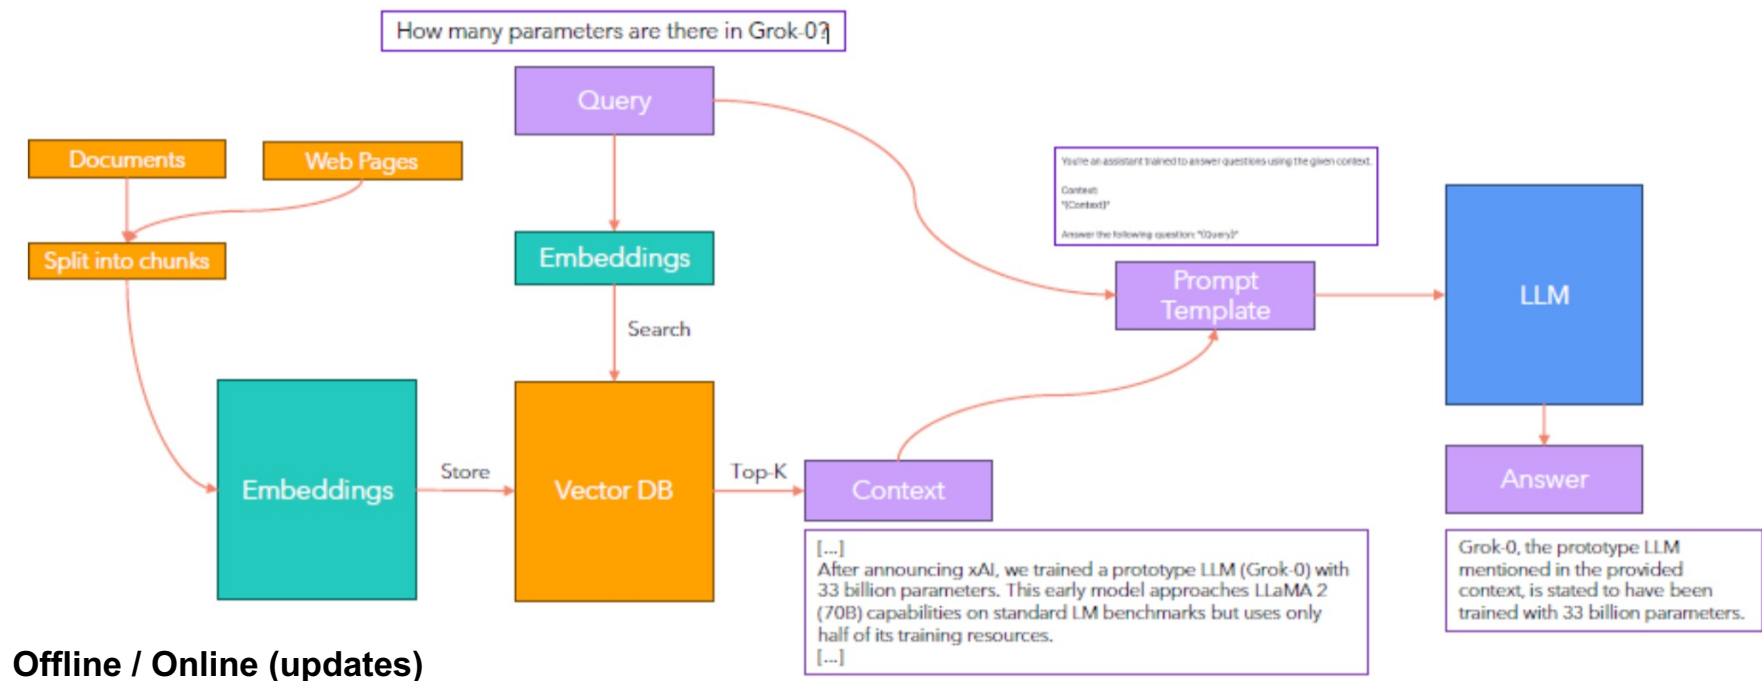 How many parameters are there in Grok-0?
Query
Documents
Web Pages
You're an assistant trained to answer questions using the given context.
Context:
"{Context}"
Answer the following question: "{Query}"
Split into chunks
Embeddings
Prompt
Template
LLM
Search
Embeddings
Store
Vector DB
Top-K
Context
Answer
[...]
After announcing xAI, we trained a prototype LLM (Grok-0) with
33 billion parameters. This early model approaches LLaMA 2
(70B) capabilities on standard LM benchmarks but uses only
half of its training resources.
[...]
Grok-0, the prototype LLM
mentioned in the provided
context, is stated to have been
trained with 33 billion parameters.
Offline / Online (updates)